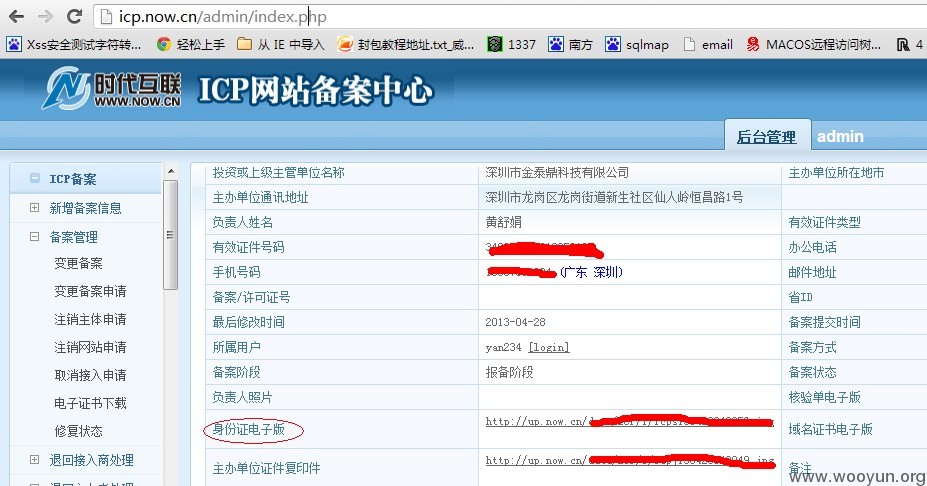 icp.now.cn/admin/index.php
Xss安全测试字符转... 轻松上手 从 IE 中导入 封包教程地址.txt_威... 1337 南方 sqlmap email MACOS远程访问树... 4
时代互联 WWW.NOW.CN ICP网站备案中心
后台管理 admin
ICP备案
新增备案信息
备案管理
变更备案
变更备案申请
注销主体申请
注销网站申请
取消接入申请
电子证书下载
修复状态
退回接入商处理
投资或上级主管单位名称 深圳市金泰鼎科技有限公司 主办单位所在地市
主办单位通讯地址 深圳市龙岗区龙岗街道新生社区仙人岭恒昌路1号
负责人姓名 黄舒娟 有效证件类型
有效证件号码 办公电话
手机号码 (广东 深圳) 邮件地址
备案/许可证号 省ID
最后修改时间 2013-04-28 备案提交时间
所属用户 yan234 [login] 备案方式
备案阶段 报备阶段 备案状态
负责人照片 核验单电子版
身份证电子版 http://up.now.cn/ 域名证书电子版
主办单位证件复印件 http://up.now.cn/ 备注
www.wooyun.org